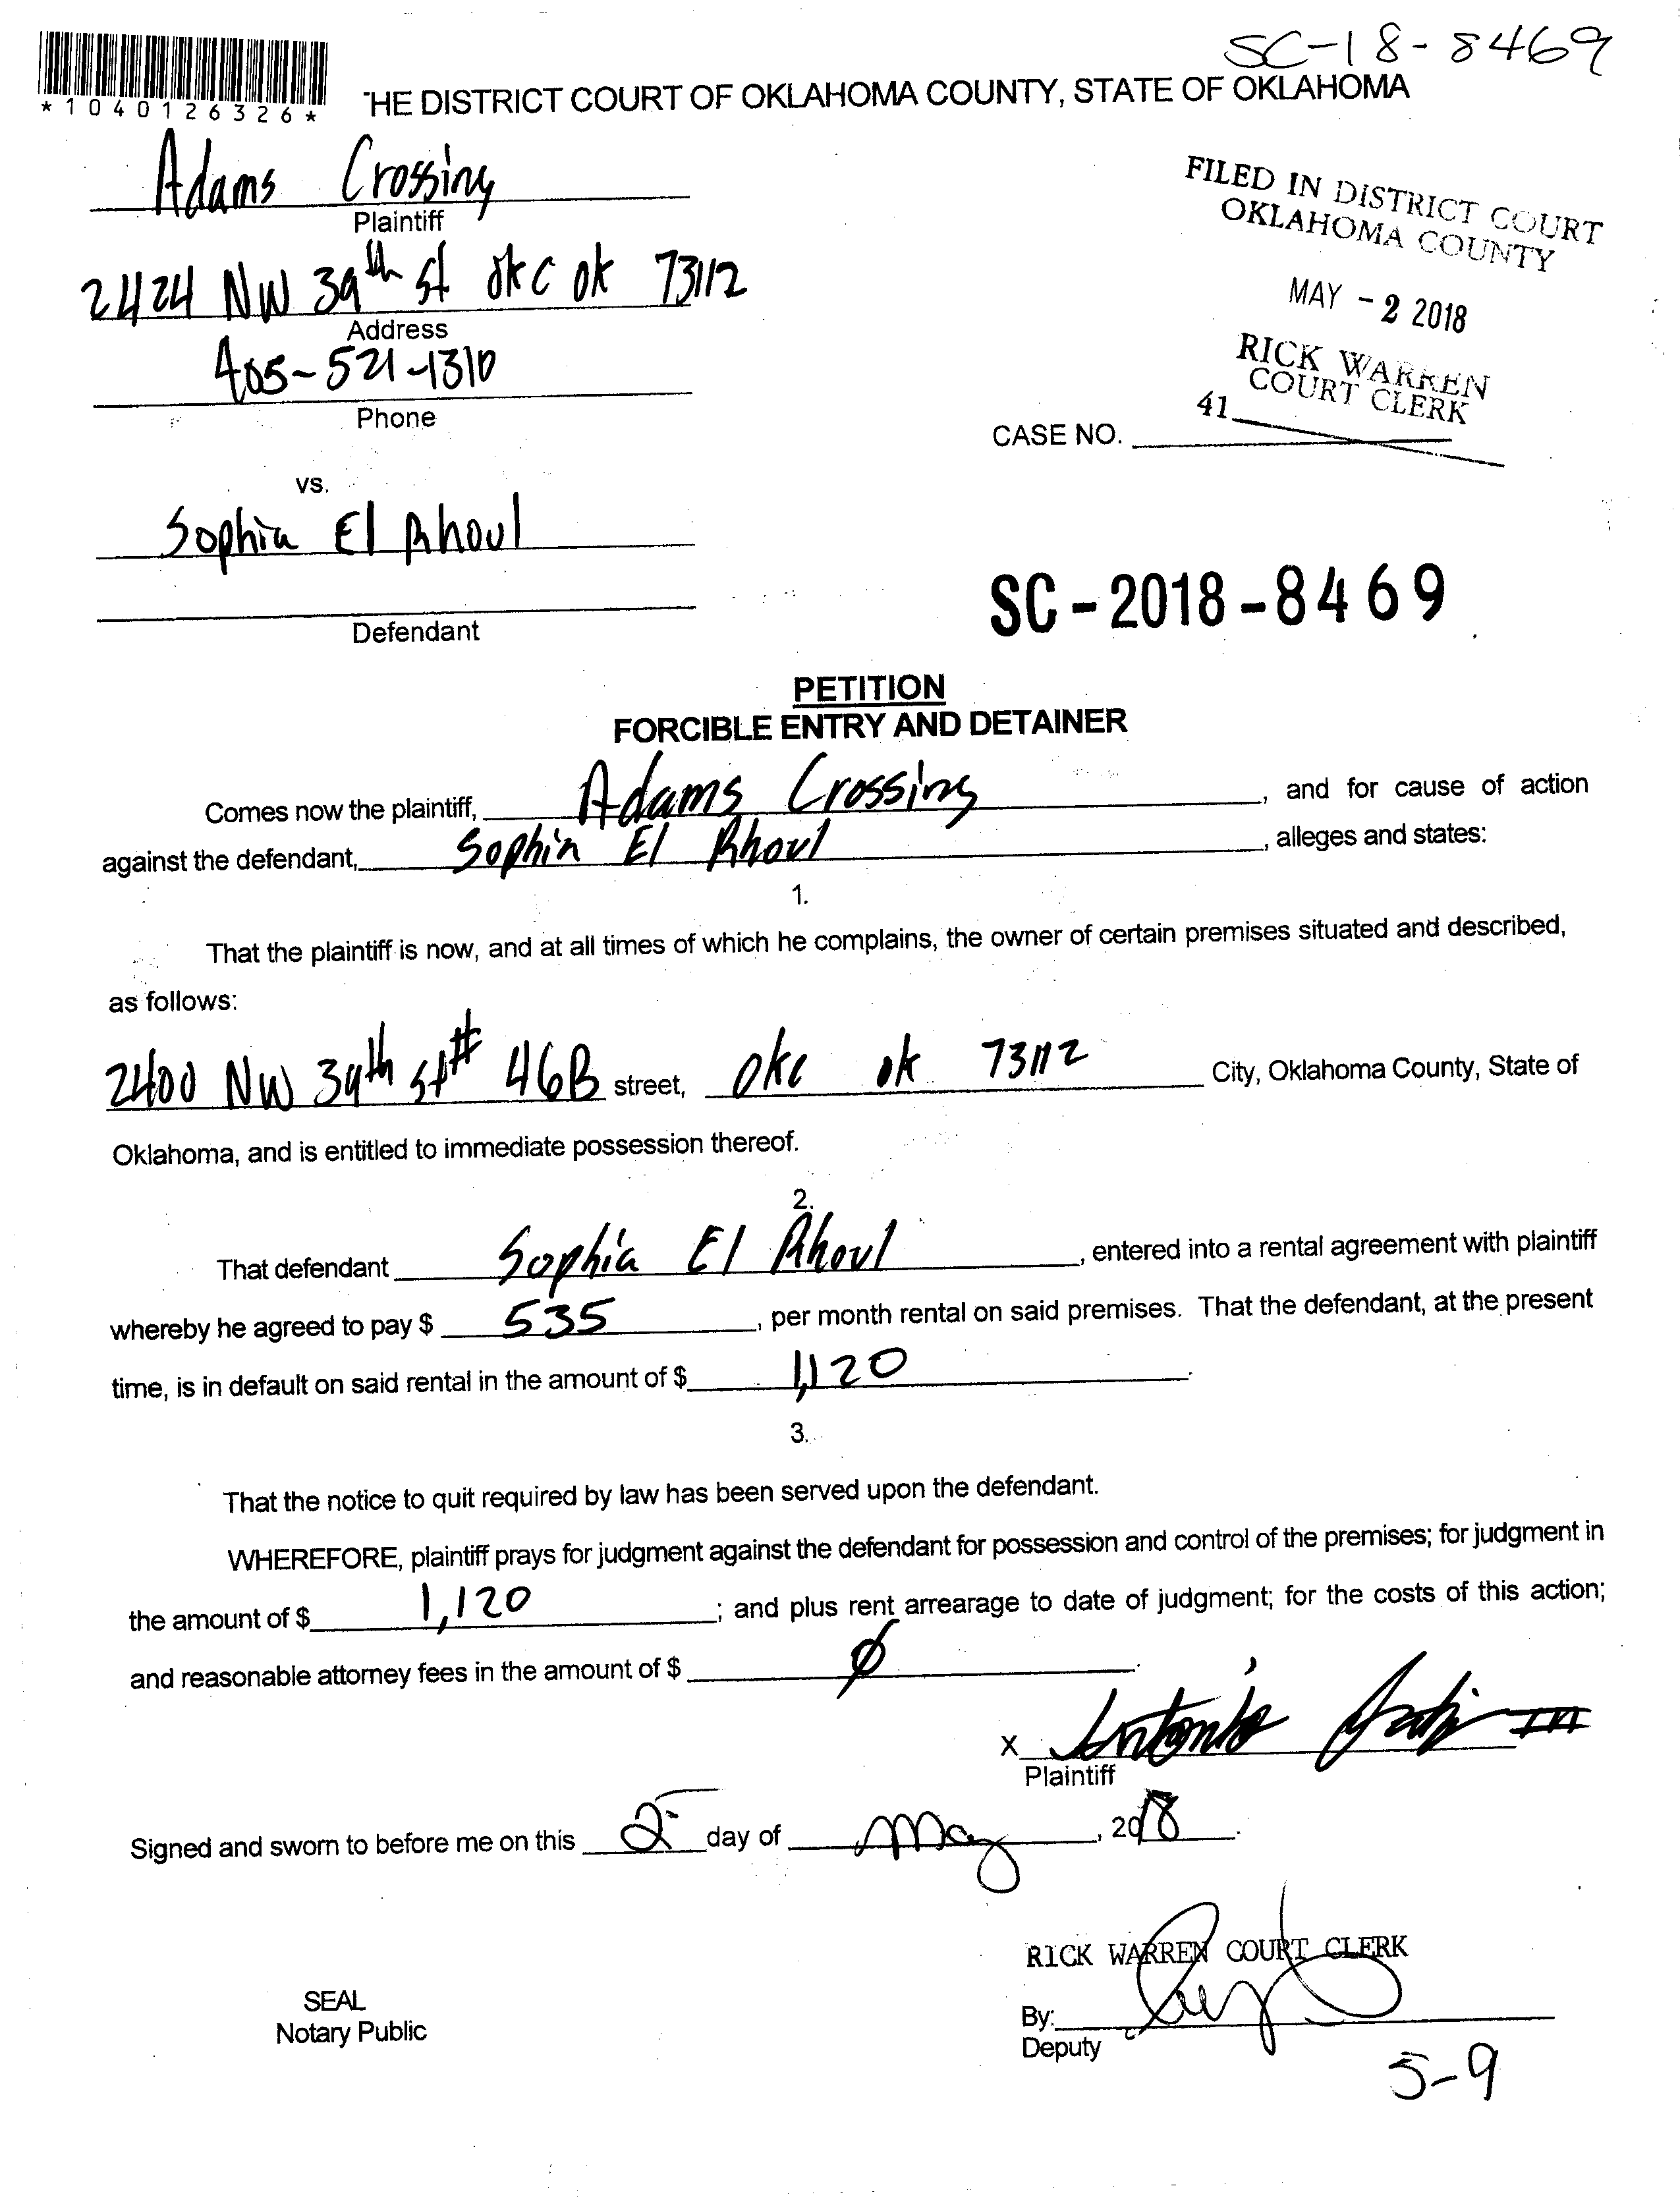 SC-18-8469
*1040126326*
THE DISTRICT COURT OF OKLAHOMA COUNTY, STATE OF OKLAHOMA
Adams Crossing
Plaintiff
2424 NW 39th St okc ok 73112
Address
405-521-1310
Phone
FILED IN DISTRICT COURT
OKLAHOMA COUNTY
MAY - 2 2018
RICK WARREN
COURT CLERK
41
CASE NO.
vs.
Sophia El Rhoul
Defendant
SC-2018-8469
PETITION
FORCIBLE ENTRY AND DETAINER
Comes now the plaintiff, Adams Crossing, and for cause of action
against the defendant, Sophia El Rhoul, alleges and states:
1.
That the plaintiff is now, and at all times of which he complains, the owner of certain premises situated and described,
as follows:
2400 NW 39th St # 46B street, okc ok 73112 City, Oklahoma County, State of
Oklahoma, and is entitled to immediate possession thereof.
2.
That defendant Sophia El Rhoul, entered into a rental agreement with plaintiff
whereby he agreed to pay $ 535, per month rental on said premises. That the defendant, at the present
time, is in default on said rental in the amount of $ 1,120.
3.
That the notice to quit required by law has been served upon the defendant.
WHEREFORE, plaintiff prays for judgment against the defendant for possession and control of the premises; for judgment in
the amount of $ 1,120; and plus rent arrearage to date of judgment; for the costs of this action;
and reasonable attorney fees in the amount of $ ∅.
X Antonio III
Plaintiff
Signed and sworn to before me on this 2 day of May, 2018.
RICK WARREN COURT CLERK
SEAL
Notary Public
By:
Deputy
5-9